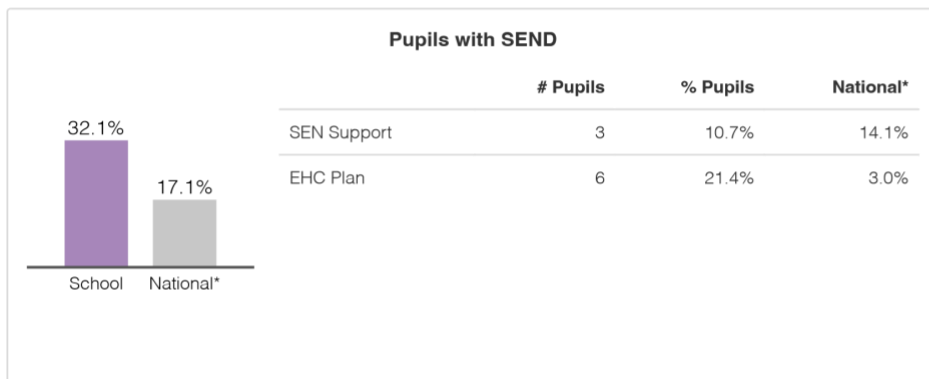 Pupils with SEND
# Pupils % Pupils National*
SEN Support 3 10.7% 14.1%
EHC Plan 6 21.4% 3.0%
32.1%
17.1%
School National*